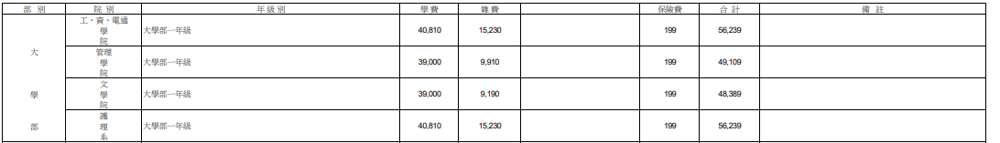 部 別 院 別 年級別 學費 雜費 保險費 合 計 備 註
大 學 部
工、資、電通 學 院 大學部一年級 40,810 15,230 199 56,239
管理 學 院 大學部一年級 39,000 9,910 199 49,109
文 學 院 大學部一年級 39,000 9,190 199 48,389
護 理 系 大學部一年級 40,810 15,230 199 56,239